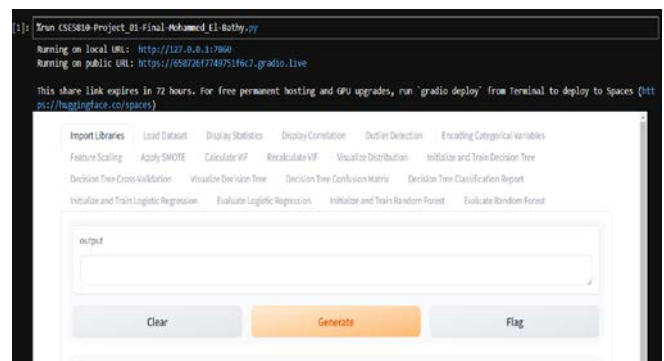 [1]: %run CSE5810-Project_01-Final-Mohammed_El-Bathy.py
Running on local URL: http://127.0.0.1:7860
Running on public URL: https://658726f7749751f6c7.gradio.live
This share link expires in 72 hours. For free permanent hosting and GPU upgrades, run `gradio deploy` from Terminal to deploy to Spaces (htt
ps://huggingface.co/spaces)
Import Libraries Load Dataset Display Statistics Display Correlation Outlier Detection Encoding Categorical Variables
Feature Scaling Apply SMOTE Calculate VIF Recalculate VIF Visualize Distribution Initialize and Train Decision Tree
Decision Tree Cross-Validation Visualize Decision Tree Decision Tree Confusion Matrix Decision Tree Classification Report
Initialize and Train Logistic Regression Evaluate Logistic Regression Initialize and Train Random Forest Evaluate Random Forest
output
Clear Generate Flag